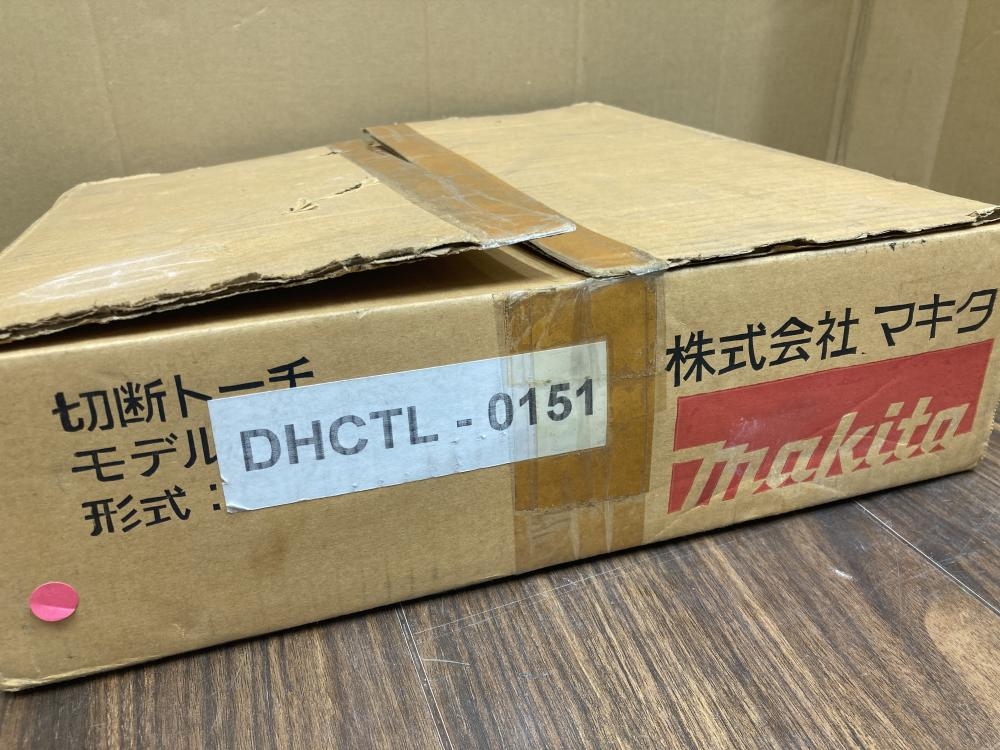 切断トーチ
モデル
形式：
DHCTL - 0151
株式会社 マキタ
makita